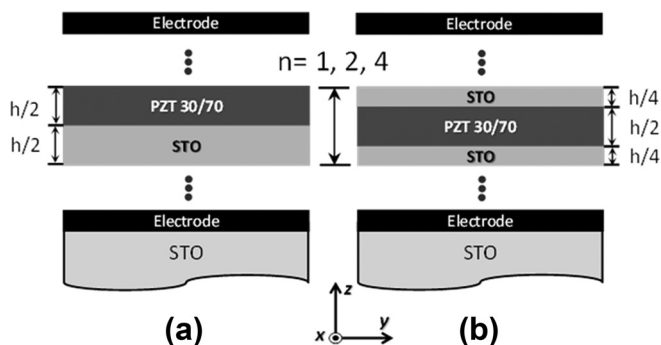 Electrode
Electrode
n= 1, 2, 4
h/2
PZT 30/70
h/2
STO
STO
h/4
PZT 30/70
h/2
STO
h/4
Electrode
STO
Electrode
STO
z
x
y
(a)
(b)